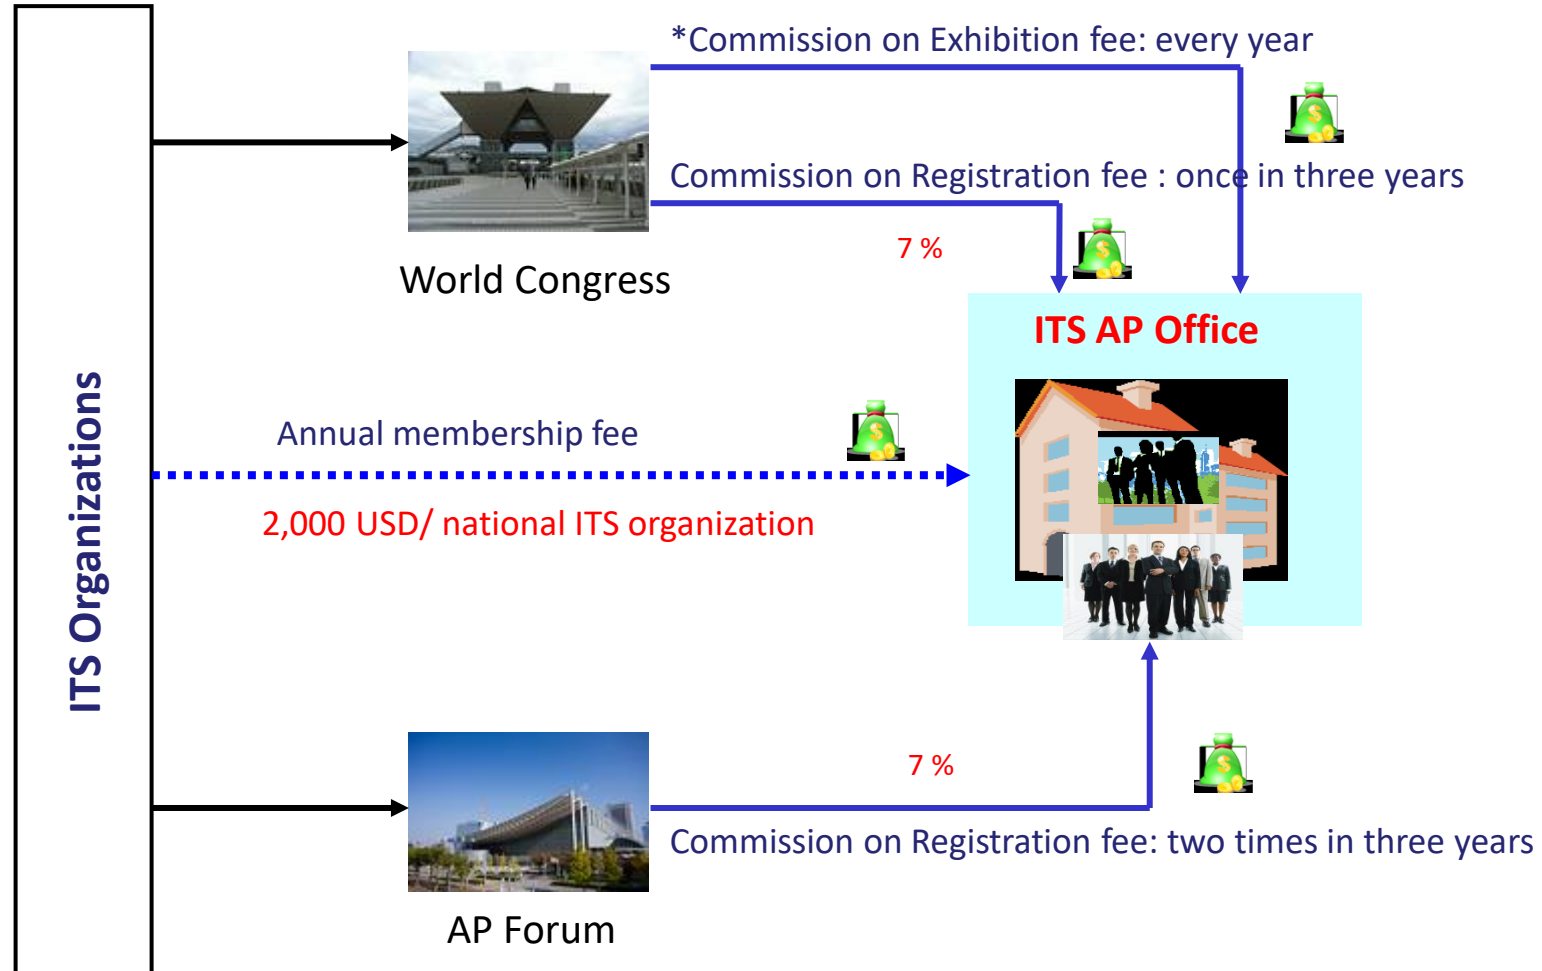 *Commission on Exhibition fee: every year
Commission on Registration fee : once in three years
7 %
World Congress
ITS AP Office
ITS Organizations
Annual membership fee
2,000 USD/ national ITS organization
7 %
Commission on Registration fee: two times in three years
AP Forum